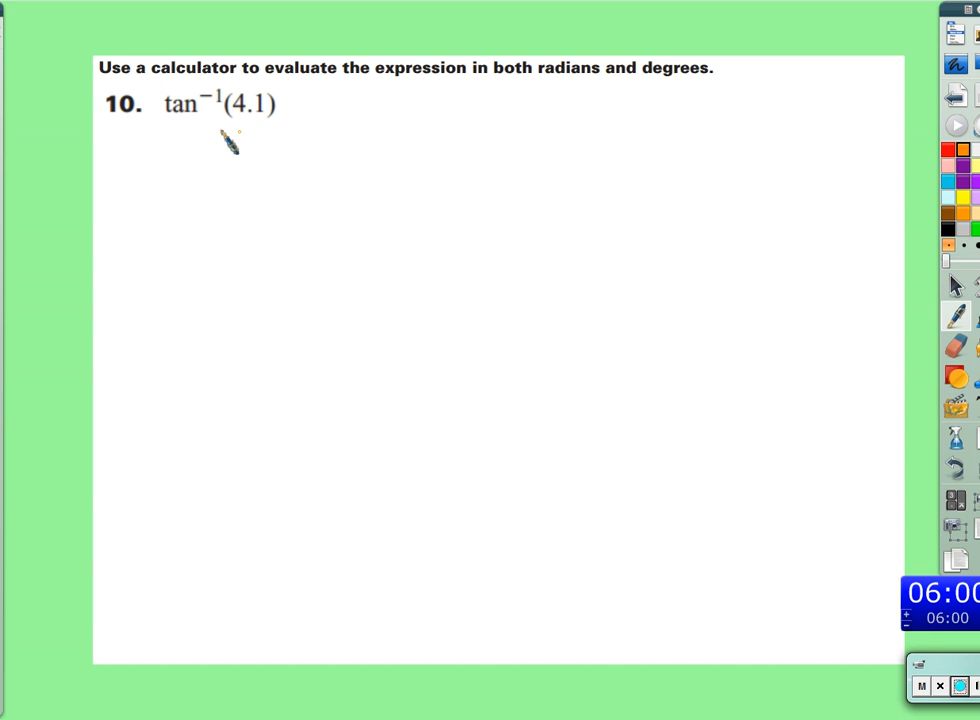 Use a calculator to evaluate the expression in both radians and degrees.
10. tan⁻¹(4.1)
06:00
06:00
M